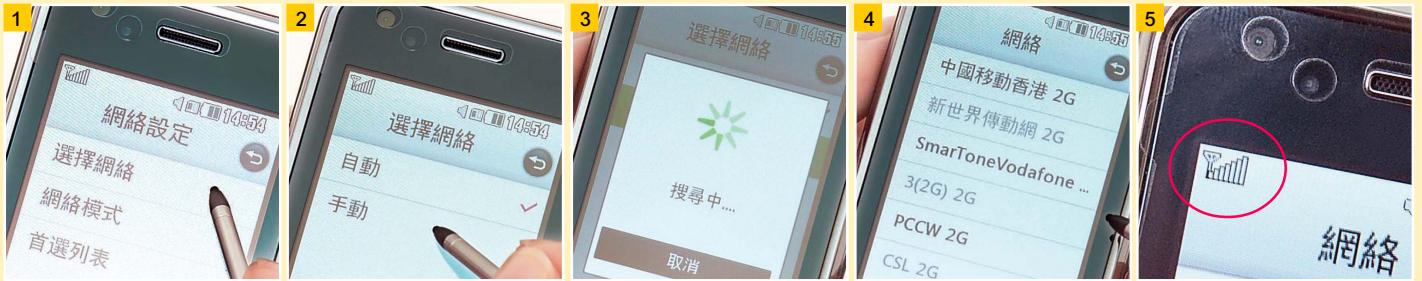 1
14:54
網絡設定
選擇網絡
網絡模式
首選列表
2
14:54
選擇網絡
自動
手動
3
14:55
選擇網絡
搜尋中....
取消
4
14:55
網絡
中國移動香港 2G
新世界傳動網 2G
SmarToneVodafone ...
3(2G) 2G
PCCW 2G
CSL 2G
5
網絡